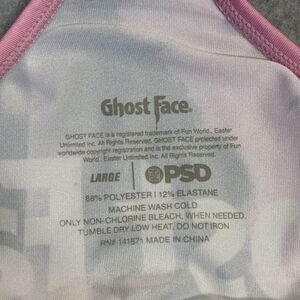 Ghost Face®
GHOST FACE is a registered trademark of Fun World, Easter
Unlimited Inc. All Rights Reserved. GHOST FACE protected under
worldwide copyright registration and is the exclusive property of Fun
World, Easter Unlimited Inc. All Rights Reserved.
LARGE | PSD
88% POLYESTER | 12% ELASTANE
MACHINE WASH COLD
ONLY NON-CHLORINE BLEACH, WHEN NEEDED,
TUMBLE DRY LOW HEAT, DO NOT IRON
RN# 141871 MADE IN CHINA